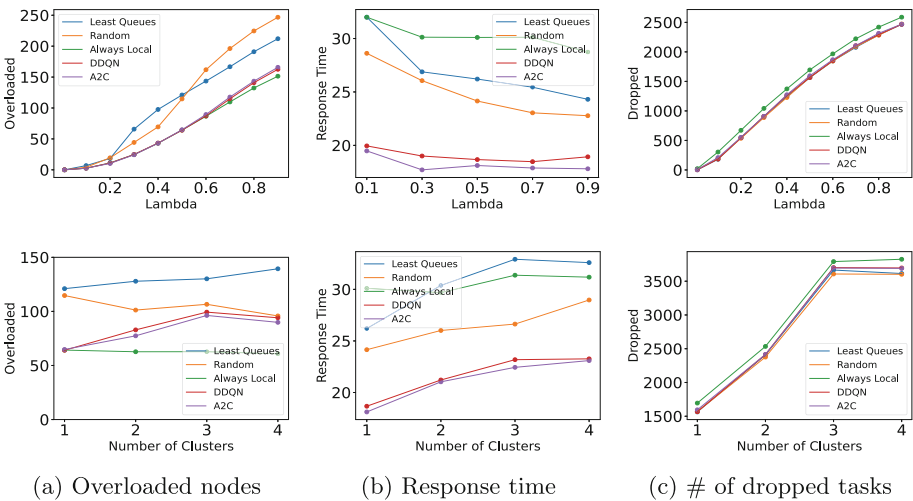 Overloaded
250
200
150
100
50
0
0.2 0.4 0.6 0.8
Lambda
Least Queues
Random
Always Local
DDQN
A2C
Response Time
30
25
20
0.1 0.3 0.5 0.7 0.9
Lambda
Least Queues
Random
Always Local
DDQN
A2C
Dropped
2500
2000
1500
1000
500
0
0.2 0.4 0.6 0.8
Lambda
Least Queues
Random
Always Local
DDQN
A2C
Overloaded
150
100
50
0
1 2 3 4
Number of Clusters
Least Queues
Random
Always Local
DDQN
A2C
Response Time
30
25
20
1 2 3 4
Number of Clusters
Least Queues
Random
Always Local
DDQN
A2C
Dropped
3500
3000
2500
2000
1500
1 2 3 4
Number of Clusters
Least Queues
Random
Always Local
DDQN
A2C
(a) Overloaded nodes
(b) Response time
(c) # of dropped tasks